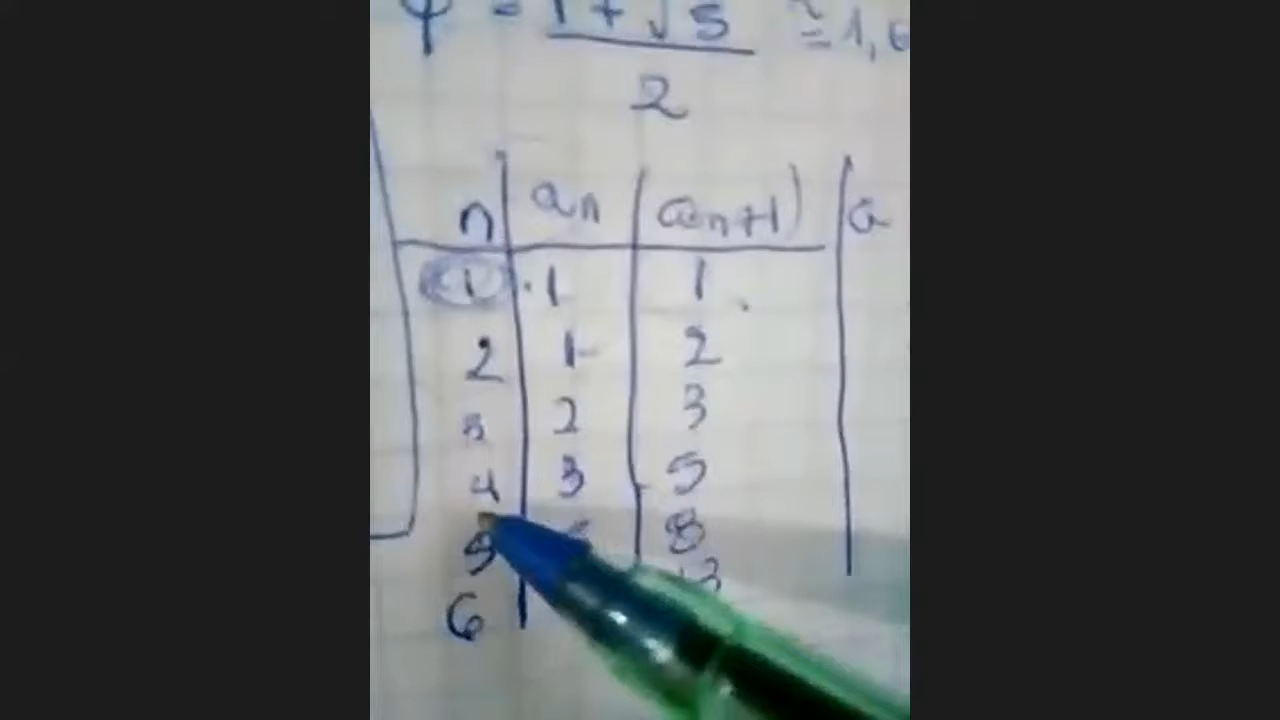 φ = 1 + √5 ≅ 1,6
2
n | an | an+1) | a
1 | 1 | 1
2 | 1 | 2
3 | 2 | 3
4 | 3 | 5
5 | 8
6